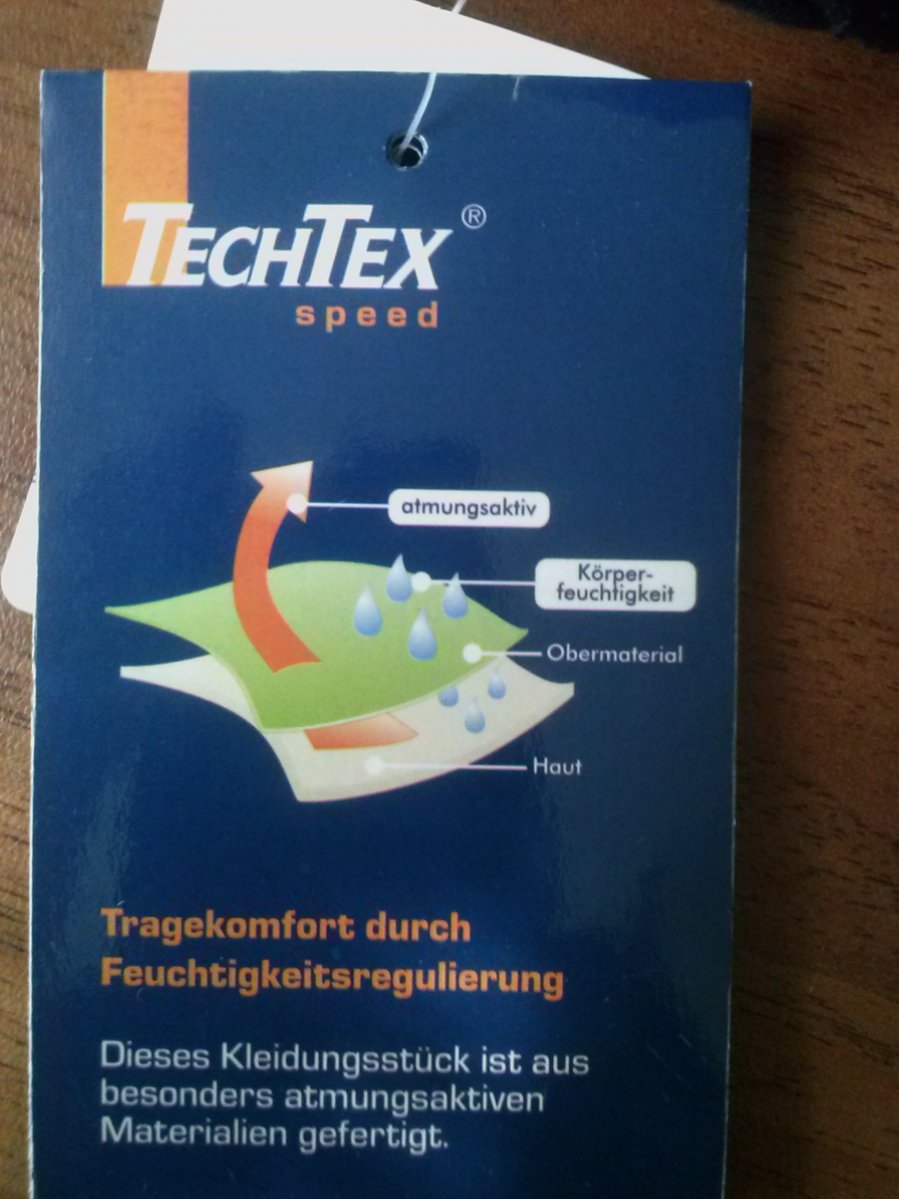 TECHTEX®
speed
atmungsaktiv
Körper-
feuchtigkeit
Obermaterial
Haut
Tragekomfort durch
Feuchtigkeitsregulierung
Dieses Kleidungsstück ist aus
besonders atmungsaktiven
Materialien gefertigt.